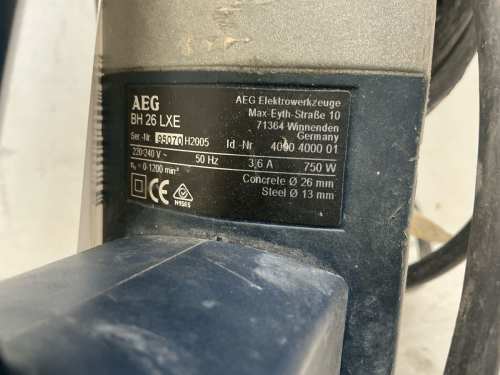 AEG
BH 26 LXE
AEG Elektrowerkzeuge
Max-Eyth-Straße 10
71364 Winnenden
Germany
Ser.-Nr. 95070 H2005 Id.-Nr. 4000 4000 01
220/240 V ~ 50 Hz 3,6 A 750 W
n₀ = 0-1200 min⁻¹
Concrete Ø 26 mm
Steel Ø 13 mm
CE